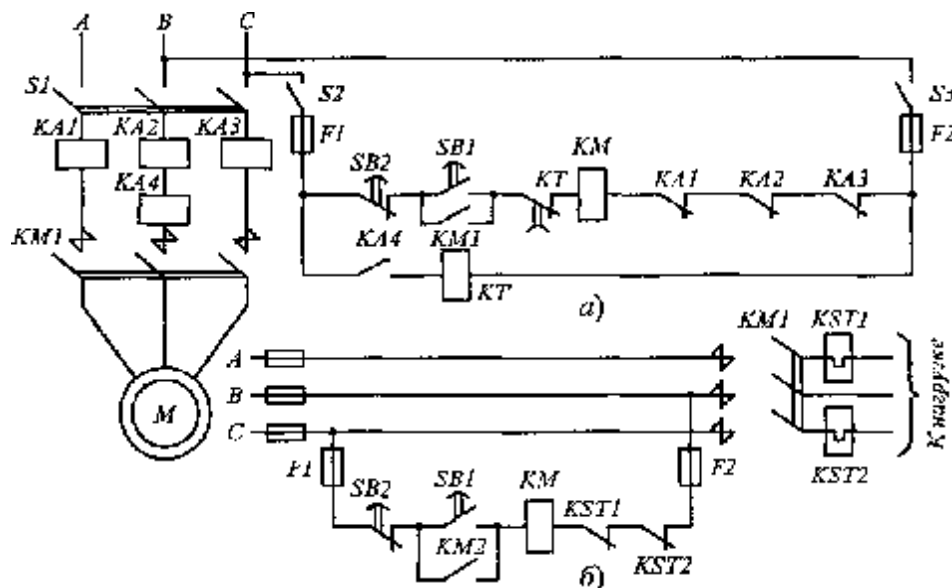 A B C
S1
S2
S3
KA1 KA2 KA3
F1
F2
KA4
SB2 SB1 KT KM KA1 KA2 KA3
KM1
KA4 KM1
KT
а)
M
A
B
C
KM1 KST1
К нагрузке
F1
F2
SB2 SB1 KM KST1
KST2
KM2
KST2
б)